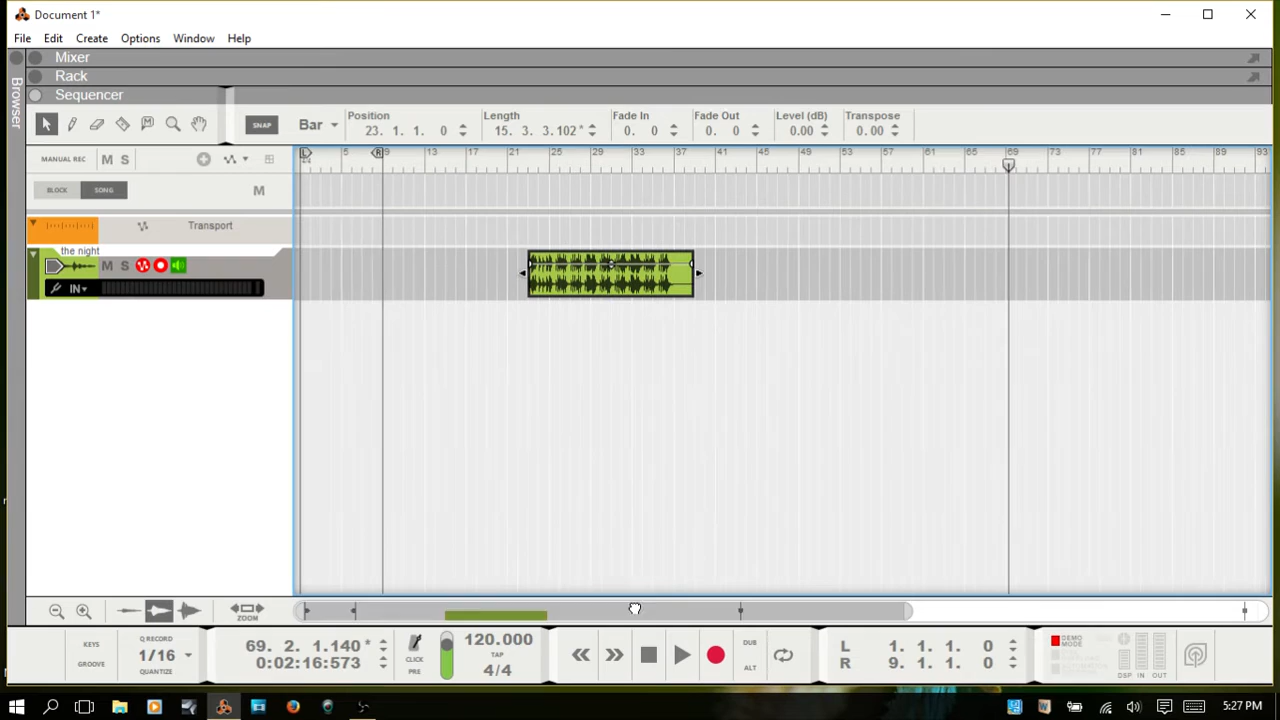 Document 1*
File Edit Create Options Window Help
Browser
Mixer
Rack
Sequencer
SNAP Bar
Position 23. 1. 1. 0
Length 15. 3. 3.102*
Fade In 0. 0
Fade Out 0. 0
Level (dB) 0.00
Transpose 0.00
MANUAL REC M S
5 9 13 17 21 25 29 33 37 41 45 49 53 57 61 65 69 73 77 81 85 89 93
BLOCK SONG M
Transport
the night
M S
IN
ZOOM
KEYS
GROOVE
Q RECORD
1/16
QUANTIZE
69. 2. 1.140 *
0:02:16:573
CLICK
PRE
120.000
TAP
4/4
DUB
ALT
L 1. 1. 1. 0
R 9. 1. 1. 0
DEMO MODE
DSP IN OUT
5:27 PM